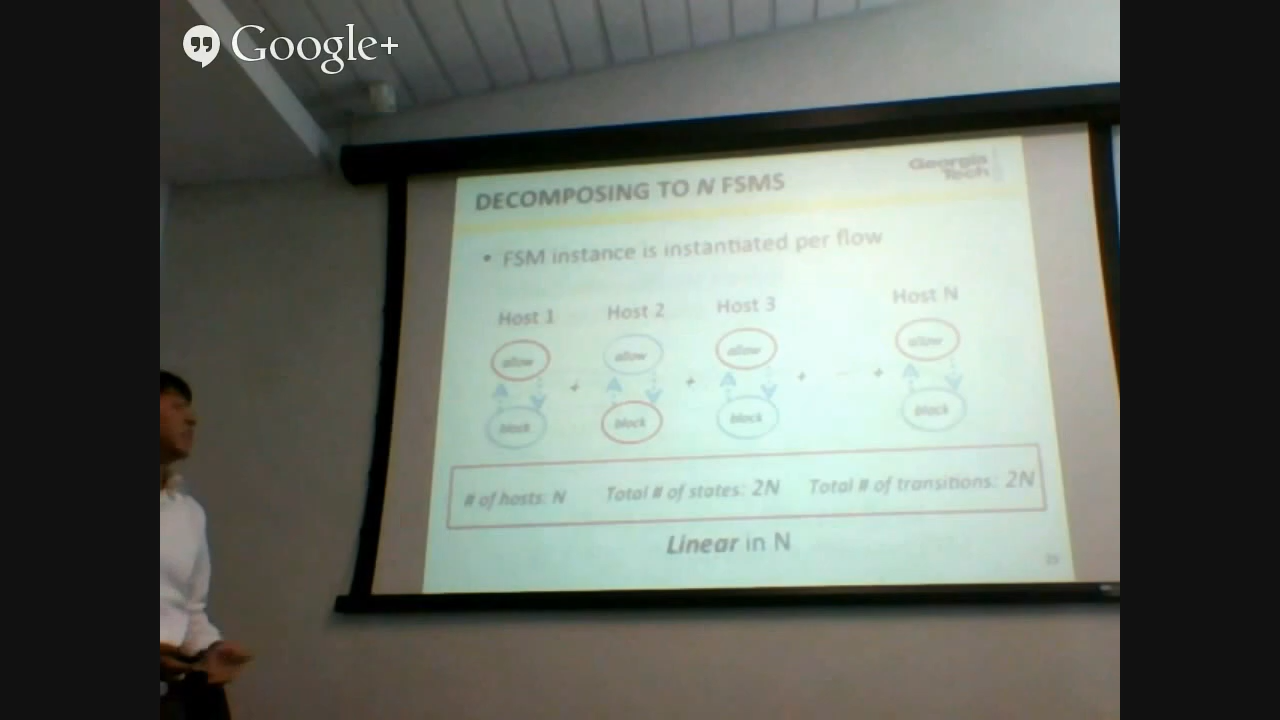 Google+
Georgia
Tech
DECOMPOSING TO N FSMS
• FSM instance is instantiated per flow
Host 1 Host 2 Host 3 Host N
allow allow allow allow
+ + + +
block block block block
# of hosts: N Total # of states: 2N Total # of transitions: 2N
Linear in N